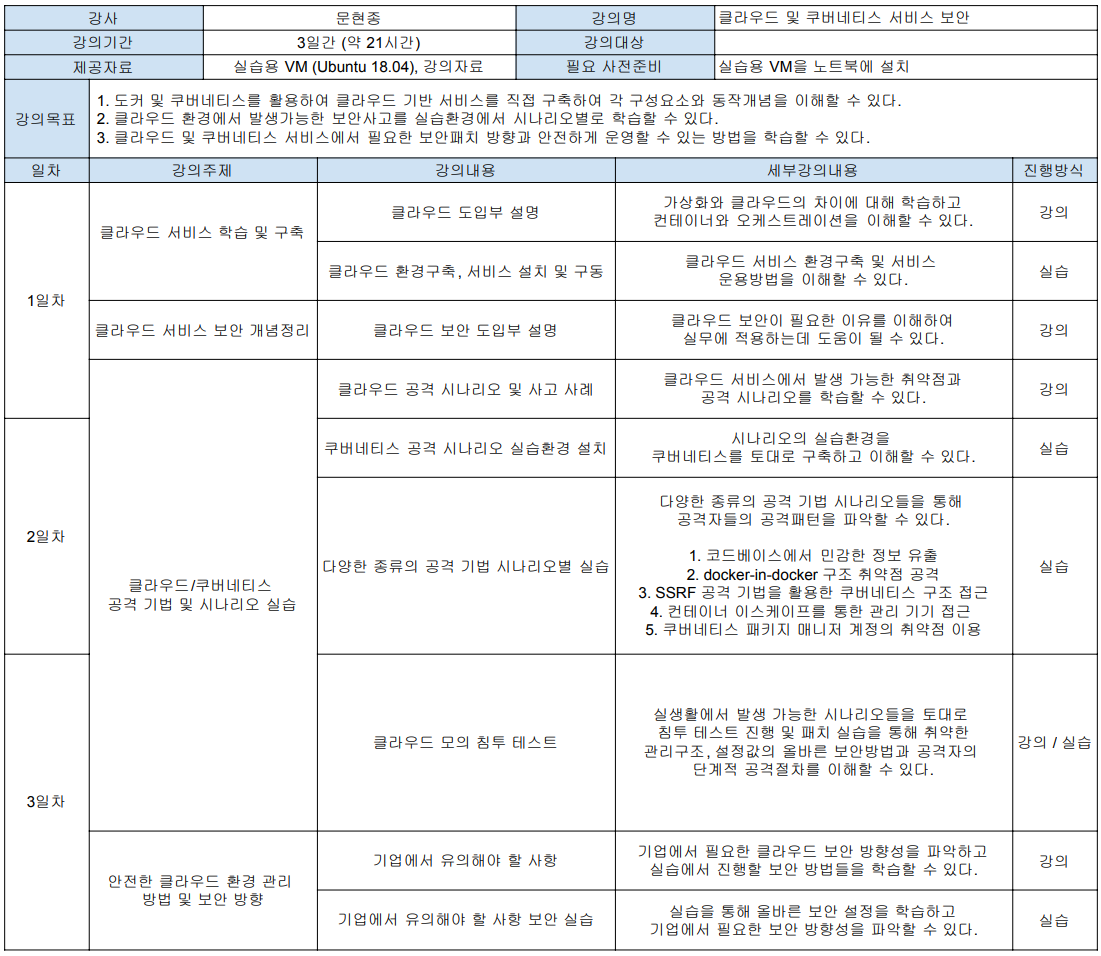 강사 문현종 강의명 클라우드 및 쿠버네티스 서비스 보안
강의기간 3일간 (약 21시간) 강의대상
제공자료 실습용 VM (Ubuntu 18.04), 강의자료 필요 사전준비 실습용 VM을 노트북에 설치
강의목표
1. 도커 및 쿠버네티스를 활용하여 클라우드 기반 서비스를 직접 구축하여 각 구성요소와 동작개념을 이해할 수 있다.
2. 클라우드 환경에서 발생가능한 보안사고를 실습환경에서 시나리오별로 학습할 수 있다.
3. 클라우드 및 쿠버네티스 서비스에서 필요한 보안패치 방향과 안전하게 운영할 수 있는 방법을 학습할 수 있다.
일차 강의주제 강의내용 세부강의내용 진행방식
1일차
클라우드 서비스 학습 및 구축
클라우드 도입부 설명
가상화와 클라우드의 차이에 대해 학습하고
컨테이너와 오케스트레이션을 이해할 수 있다.
강의
클라우드 환경구축, 서비스 설치 및 구동
클라우드 서비스 환경구축 및 서비스
운용방법을 이해할 수 있다.
실습
클라우드 서비스 보안 개념정리
클라우드 보안 도입부 설명
클라우드 보안이 필요한 이유를 이해하여
실무에 적용하는데 도움이 될 수 있다.
강의
클라우드/쿠버네티스
공격 기법 및 시나리오 실습
클라우드 공격 시나리오 및 사고 사례
클라우드 서비스에서 발생 가능한 취약점과
공격 시나리오를 학습할 수 있다.
강의
2일차
쿠버네티스 공격 시나리오 실습환경 설치
시나리오의 실습환경을
쿠버네티스를 토대로 구축하고 이해할 수 있다.
실습
다양한 종류의 공격 기법 시나리오별 실습
다양한 종류의 공격 기법 시나리오들을 통해
공격자들의 공격패턴을 파악할 수 있다.
1. 코드베이스에서 민감한 정보 유출
2. docker-in-docker 구조 취약점 공격
3. SSRF 공격 기법을 활용한 쿠버네티스 구조 접근
4. 컨테이너 이스케이프를 통한 관리 기기 접근
5. 쿠버네티스 패키지 매니저 계정의 취약점 이용
실습
3일차
클라우드 모의 침투 테스트
실생활에서 발생 가능한 시나리오들을 토대로
침투 테스트 진행 및 패치 실습을 통해 취약한
관리구조, 설정값의 올바른 보안방법과 공격자의
단계적 공격절차를 이해할 수 있다.
강의 / 실습
안전한 클라우드 환경 관리
방법 및 보안 방향
기업에서 유의해야 할 사항
기업에서 필요한 클라우드 보안 방향성을 파악하고
실습에서 진행할 보안 방법들을 학습할 수 있다.
강의
기업에서 유의해야 할 사항 보안 실습
실습을 통해 올바른 보안 설정을 학습하고
기업에서 필요한 보안 방향성을 파악할 수 있다.
실습